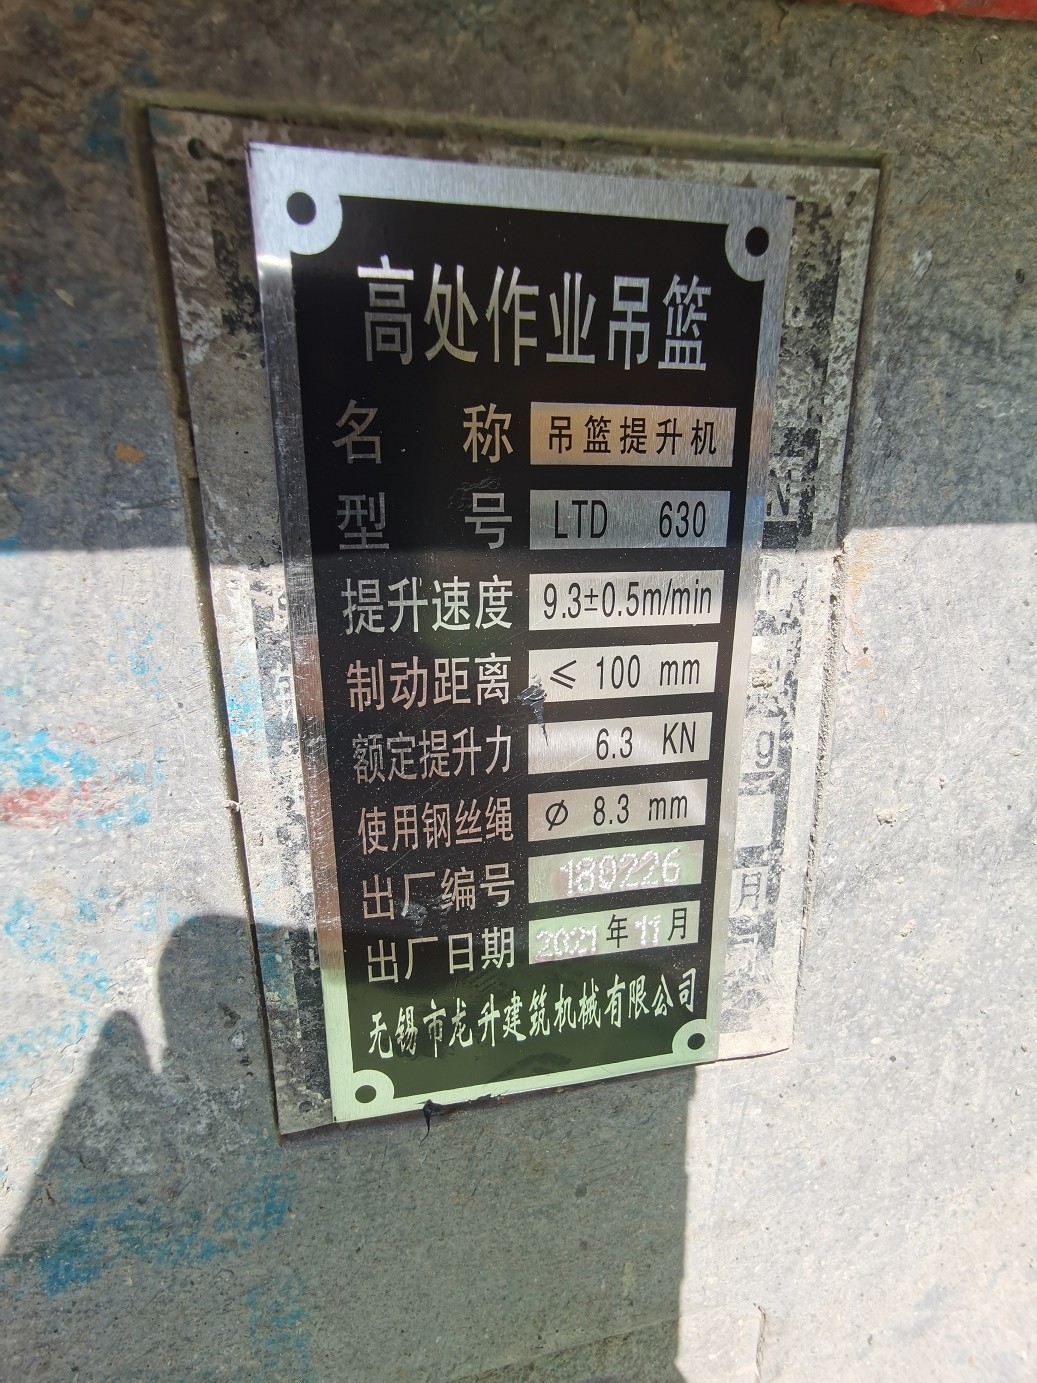 高处作业吊篮
名 称 吊篮提升机
型 号 LTD 630
提升速度 9.3±0.5m/min
制动距离 ≤ 100 mm
额定提升力 6.3 KN
使用钢丝绳 Ø 8.3 mm
出厂编号 180226
出厂日期 2021年11月
无锡市龙升建筑机械有限公司